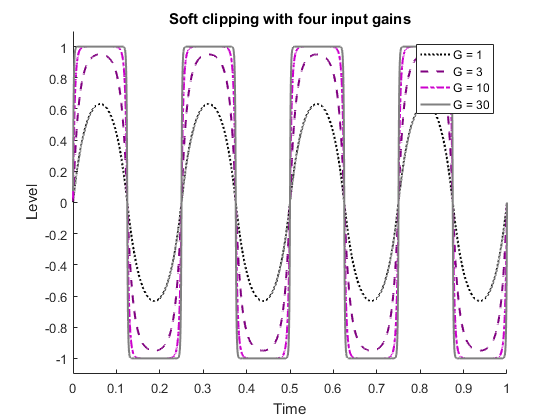 Soft clipping with four input gains
G = 1
G = 3
G = 10
G = 30
1
0.8
0.6
0.4
0.2
0
-0.2
-0.4
-0.6
-0.8
-1
Level
0 0.1 0.2 0.3 0.4 0.5 0.6 0.7 0.8 0.9 1
Time